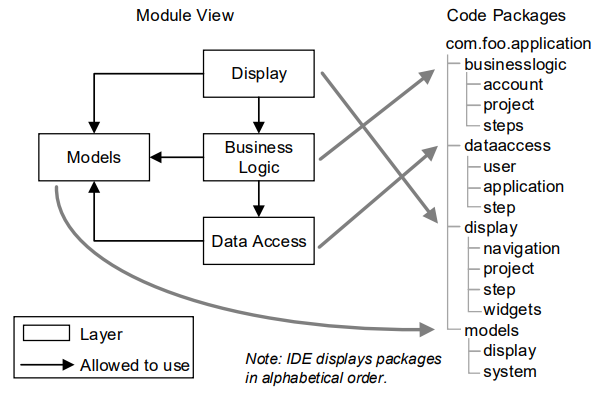 Module View
Display
Models
Business
Logic
Data Access
Layer
Allowed to use
Note: IDE displays packages
in alphabetical order.
Code Packages
com.foo.application
businesslogic
account
project
steps
dataaccess
user
application
step
display
navigation
project
step
widgets
models
display
system